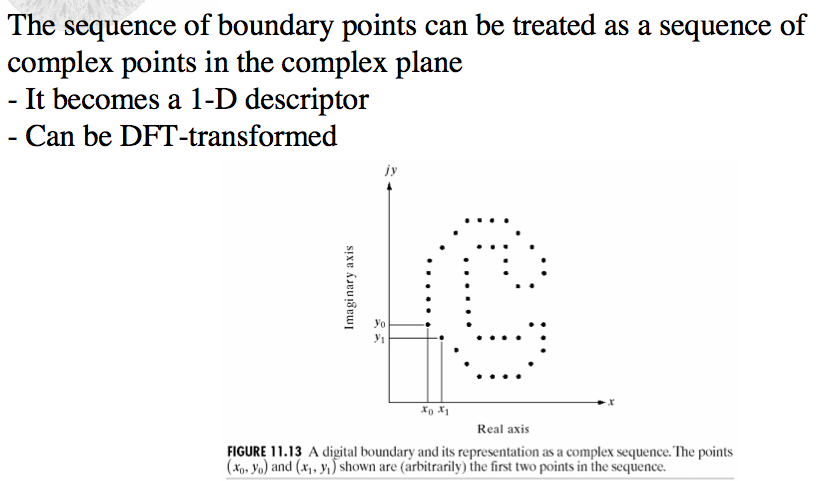 The sequence of boundary points can be treated as a sequence of
complex points in the complex plane
- It becomes a 1-D descriptor
- Can be DFT-transformed
jy
Imaginary axis
y₀
y₁
x₀ x₁
x
Real axis
FIGURE 11.13 A digital boundary and its representation as a complex sequence. The points
(x₀, y₀) and (x₁, y₁) shown are (arbitrarily) the first two points in the sequence.